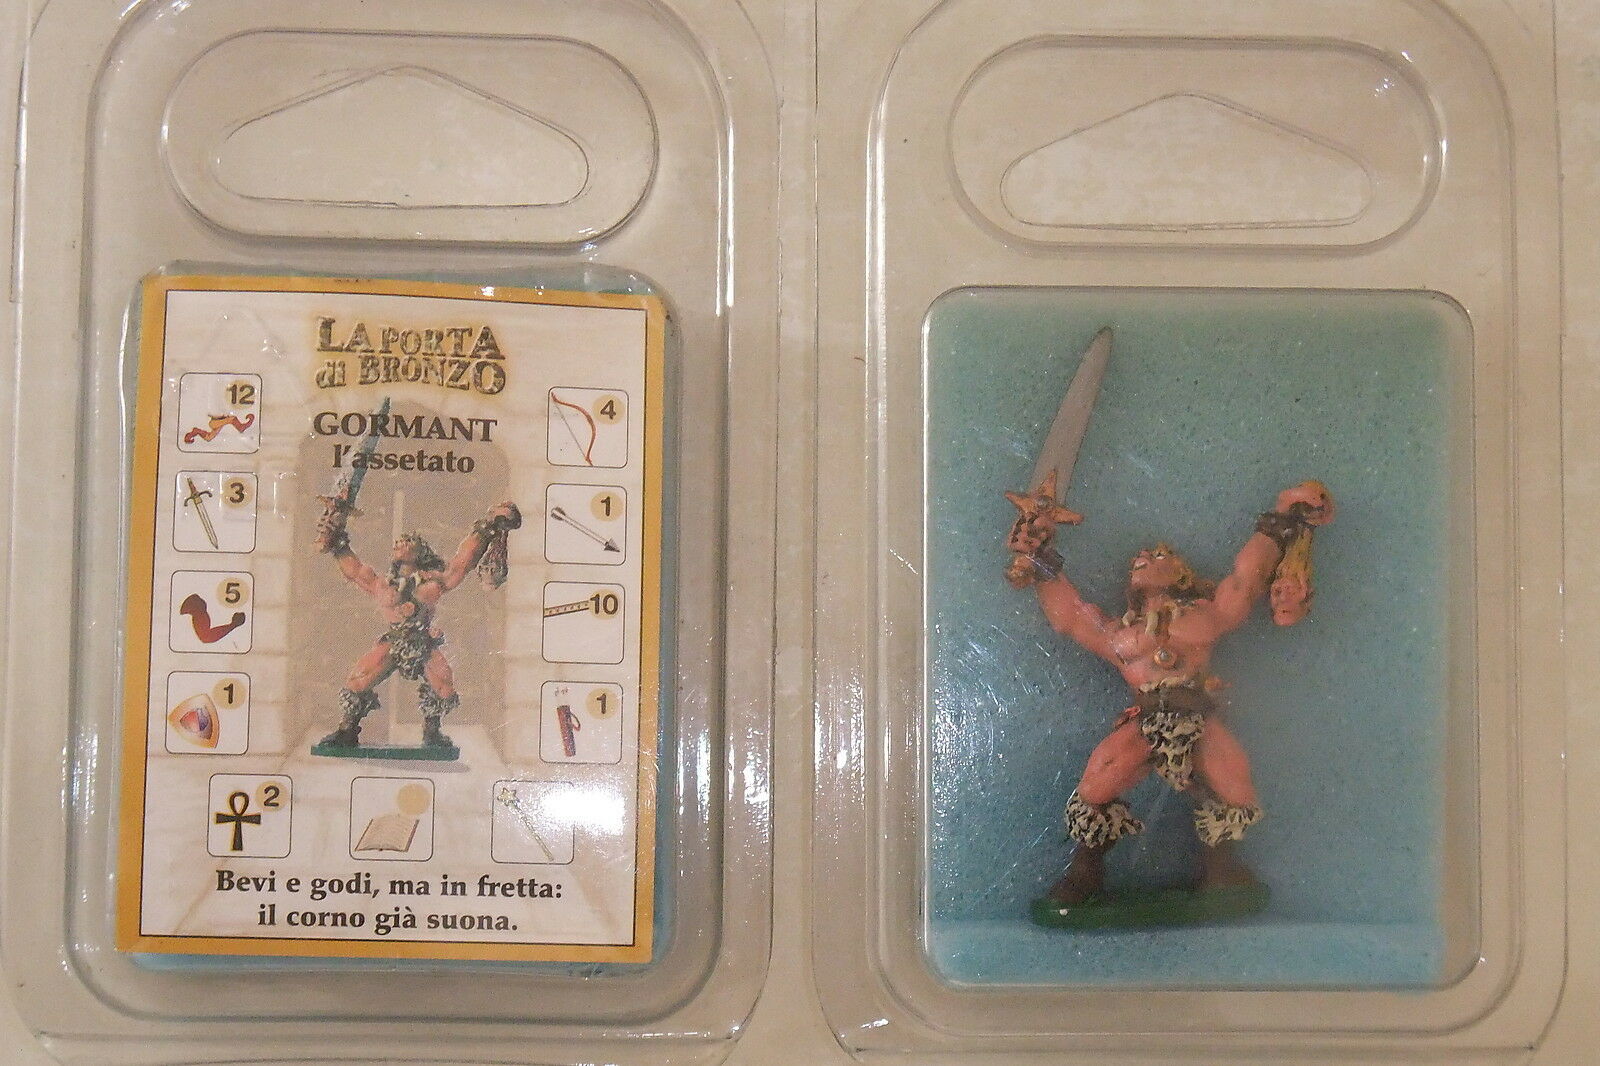 LA PORTA
di BRONZO
GORMANT
l'assetato
12
3
5
1
2
4
1
10
1
Bevi e godi, ma in fretta:
il corno già suona.